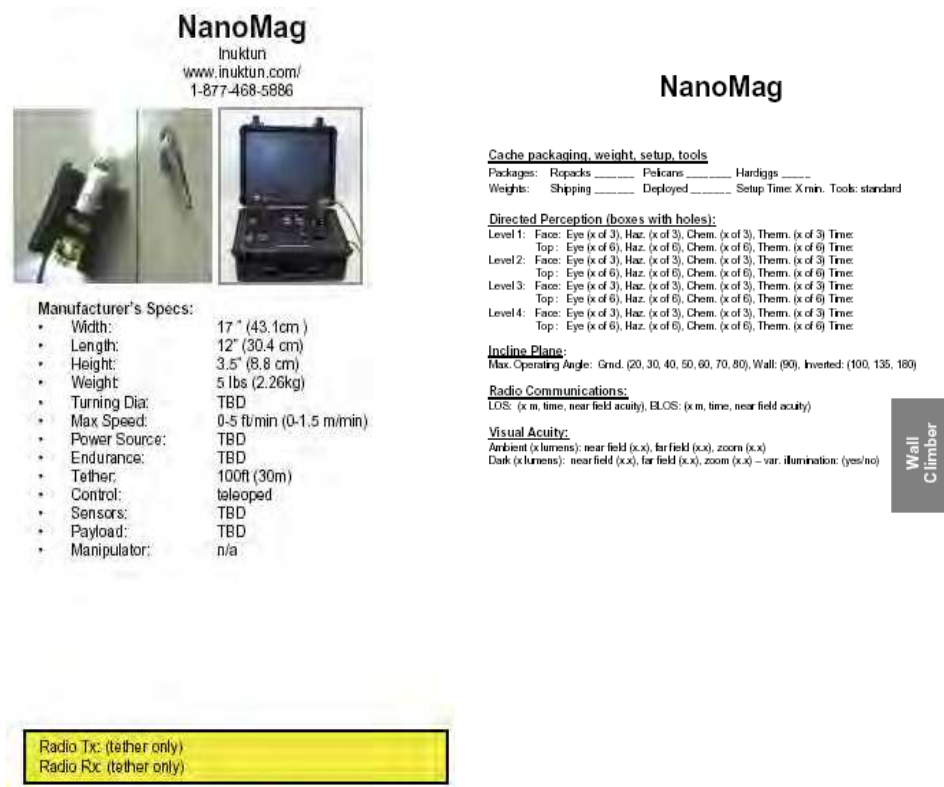 NanoMag
Inuktun
www.inuktun.com/
1-877-468-5886
Manufacturer's Specs:
• Width: 17 " (43.1cm )
• Length: 12" (30.4 cm)
• Height: 3.5" (8.8 cm)
• Weight: 5 lbs (2.26kg)
• Turning Dia: TBD
• Max Speed: 0-5 ft/min (0-1.5 m/min)
• Power Source: TBD
• Endurance: TBD
• Tether: 100ft (30m)
• Control: teleoped
• Sensors: TBD
• Payload: TBD
• Manipulator: n/a
Radio Tx: (tether only)
Radio Rx: (tether only)
NanoMag
Cache packaging, weight, setup, tools
Packages: Ropacks _______ Pelicans ________ Hardiggs _____
Weights: Shipping _______ Deployed _______ Setup Time: X min. Tools: standard
Directed Perception (boxes with holes):
Level 1: Face: Eye (x of 3), Haz. (x of 3), Chem. (x of 3), Therm. (x of 3) Time:
Top: Eye (x of 6), Haz. (x of 6), Chem. (x of 6), Therm. (x of 6) Time:
Level 2: Face: Eye (x of 3), Haz. (x of 3), Chem. (x of 3), Therm. (x of 3) Time:
Top: Eye (x of 6), Haz. (x of 6), Chem. (x of 6), Therm. (x of 6) Time:
Level 3: Face: Eye (x of 3), Haz. (x of 3), Chem. (x of 3), Therm. (x of 3) Time:
Top: Eye (x of 6), Haz. (x of 6), Chem. (x of 6), Therm. (x of 6) Time:
Level 4: Face: Eye (x of 3), Haz. (x of 3), Chem. (x of 3), Therm. (x of 3) Time:
Top: Eye (x of 6), Haz. (x of 6), Chem. (x of 6), Therm. (x of 6) Time:
Incline Plane:
Max. Operating Angle: Grnd. (20, 30, 40, 50, 60, 70, 80), Wall: (90), Inverted: (100, 135, 180)
Radio Communications:
LOS: (x m, time, near field acuity), BLOS: (x m, time, near field acuity)
Visual Acuity:
Ambient (x lumens): near field (x.x), far field (x.x), zoom (x.x)
Dark (x lumens): near field (x.x), far field (x.x), zoom (x.x) – var. illumination: (yes/no)
Wall
Climber